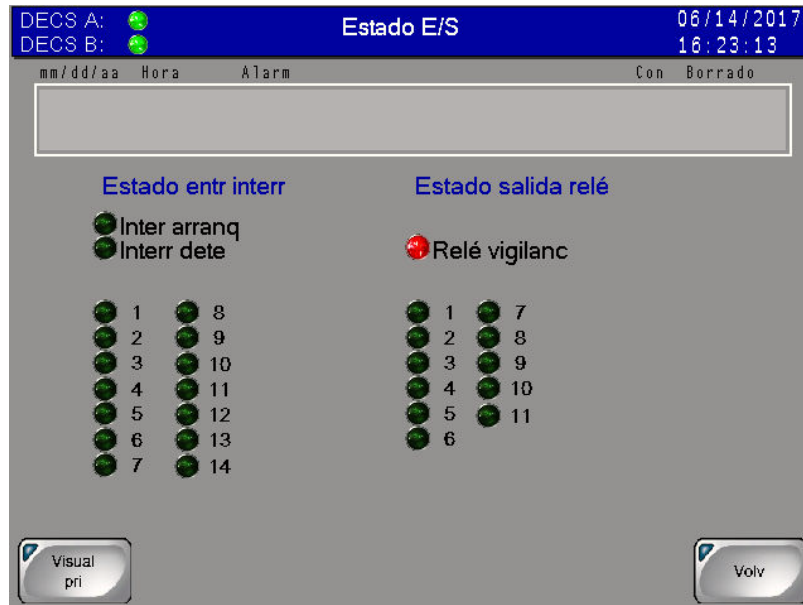 DECS A:
DECS B:
Estado E/S
06/14/2017
16:23:13
mm/dd/aa Hora Alarm Con Borrado
Estado entr interr
Inter arranq
Interr dete
1 8
2 9
3 10
4 11
5 12
6 13
7 14
Estado salida relé
Relé vigilanc
1 7
2 8
3 9
4 10
5 11
6
Visual
pri
Volv